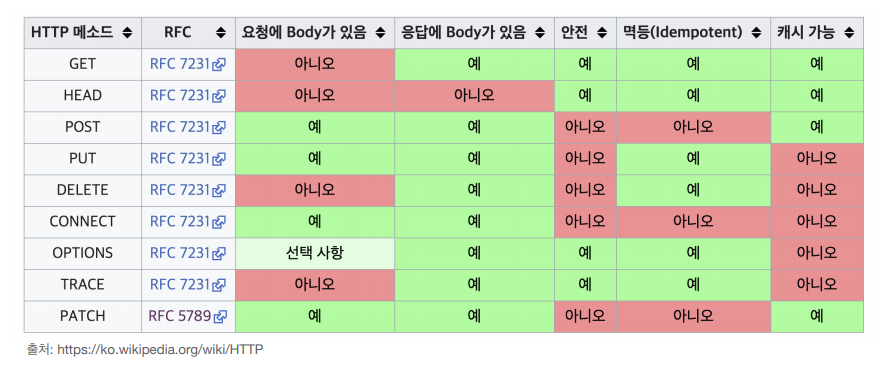 HTTP 메소드 RFC 요청에 Body가 있음 응답에 Body가 있음 안전 멱등(Idempotent) 캐시 가능
GET RFC 7231 아니오 예 예 예 예
HEAD RFC 7231 아니오 아니오 예 예 예
POST RFC 7231 예 예 아니오 아니오 예
PUT RFC 7231 예 예 아니오 예 아니오
DELETE RFC 7231 아니오 예 아니오 예 아니오
CONNECT RFC 7231 예 예 아니오 아니오 아니오
OPTIONS RFC 7231 선택 사항 예 예 예 아니오
TRACE RFC 7231 아니오 예 예 예 아니오
PATCH RFC 5789 예 예 아니오 아니오 예
출처: https://ko.wikipedia.org/wiki/HTTP